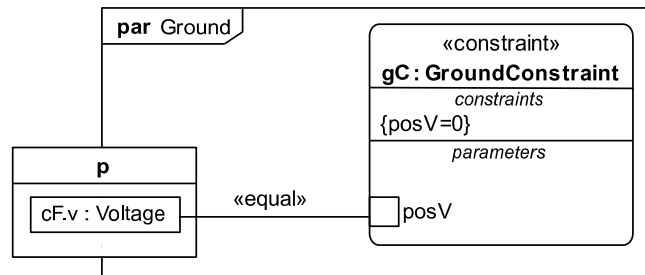 par Ground
«constraint»
gC : GroundConstraint
constraints
{posV=0}
parameters
p
cF.v : Voltage
«equal»
posV